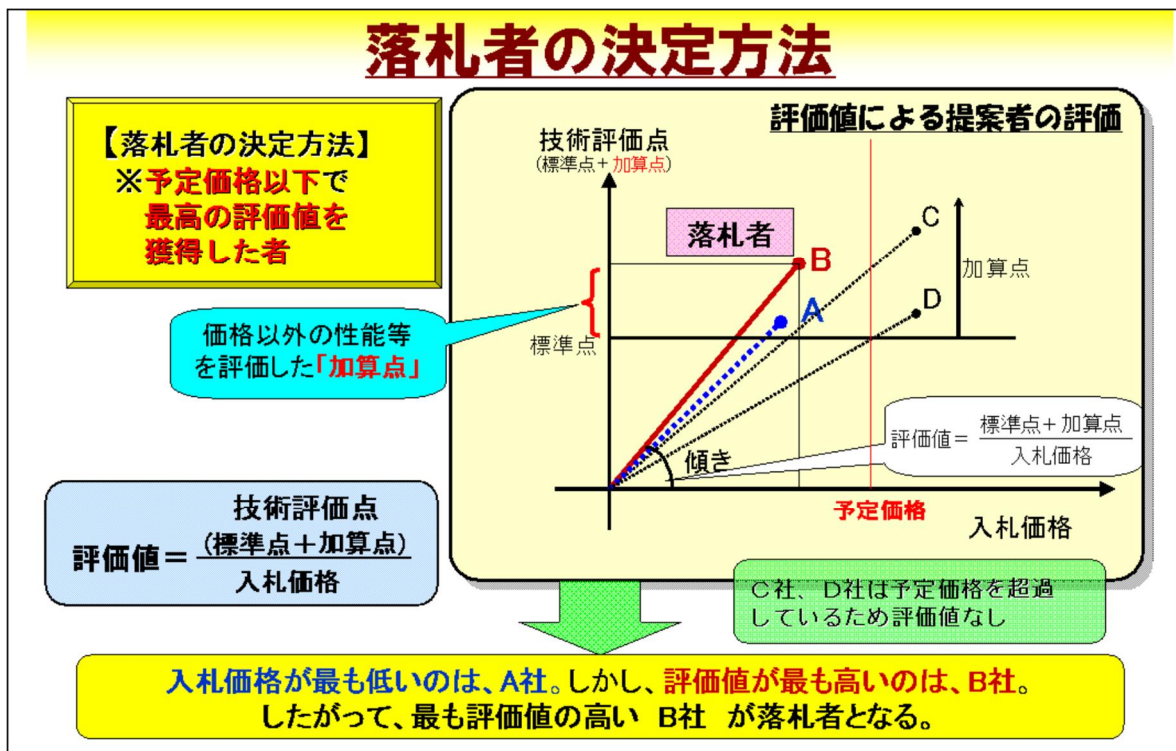 落札者の決定方法
【落札者の決定方法】
※予定価格以下で
最高の評価値を
獲得した者
評価値による提案者の評価
技術評価点
(標準点＋加算点)
落札者
B
A
C
D
加算点
標準点
価格以外の性能等
を評価した「加算点」
傾き
評価値＝
標準点＋加算点
入札価格
予定価格
入札価格
技術評価点
評価値＝
(標準点＋加算点)
入札価格
C社、D社は予定価格を超過
しているため評価値なし
入札価格が最も低いのは、A社。しかし、評価値が最も高いのは、B社。
したがって、最も評価値の高い B社 が落札者となる。